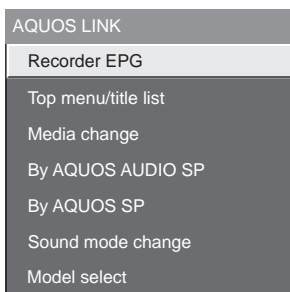 AQUOS LINK
Recorder EPG
Top menu/title list
Media change
By AQUOS AUDIO SP
By AQUOS SP
Sound mode change
Model select